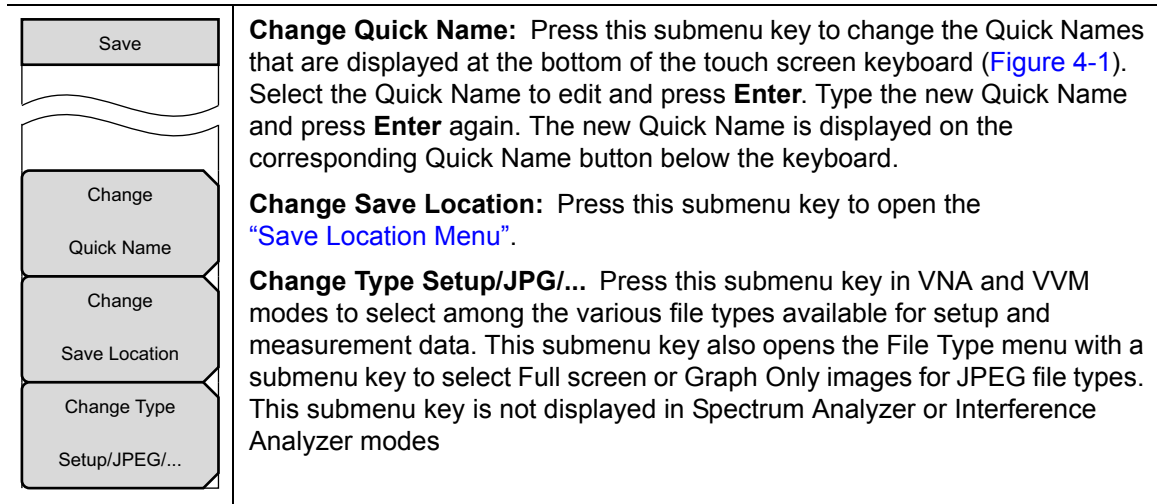 Save
Change
Quick Name
Change
Save Location
Change Type
Setup/JPEG/...
Change Quick Name: Press this submenu key to change the Quick Names
that are displayed at the bottom of the touch screen keyboard (Figure 4-1).
Select the Quick Name to edit and press Enter. Type the new Quick Name
and press Enter again. The new Quick Name is displayed on the
corresponding Quick Name button below the keyboard.
Change Save Location: Press this submenu key to open the
“Save Location Menu”.
Change Type Setup/JPG/... Press this submenu key in VNA and VVM
modes to select among the various file types available for setup and
measurement data. This submenu key also opens the File Type menu with a
submenu key to select Full screen or Graph Only images for JPEG file types.
This submenu key is not displayed in Spectrum Analyzer or Interference
Analyzer modes